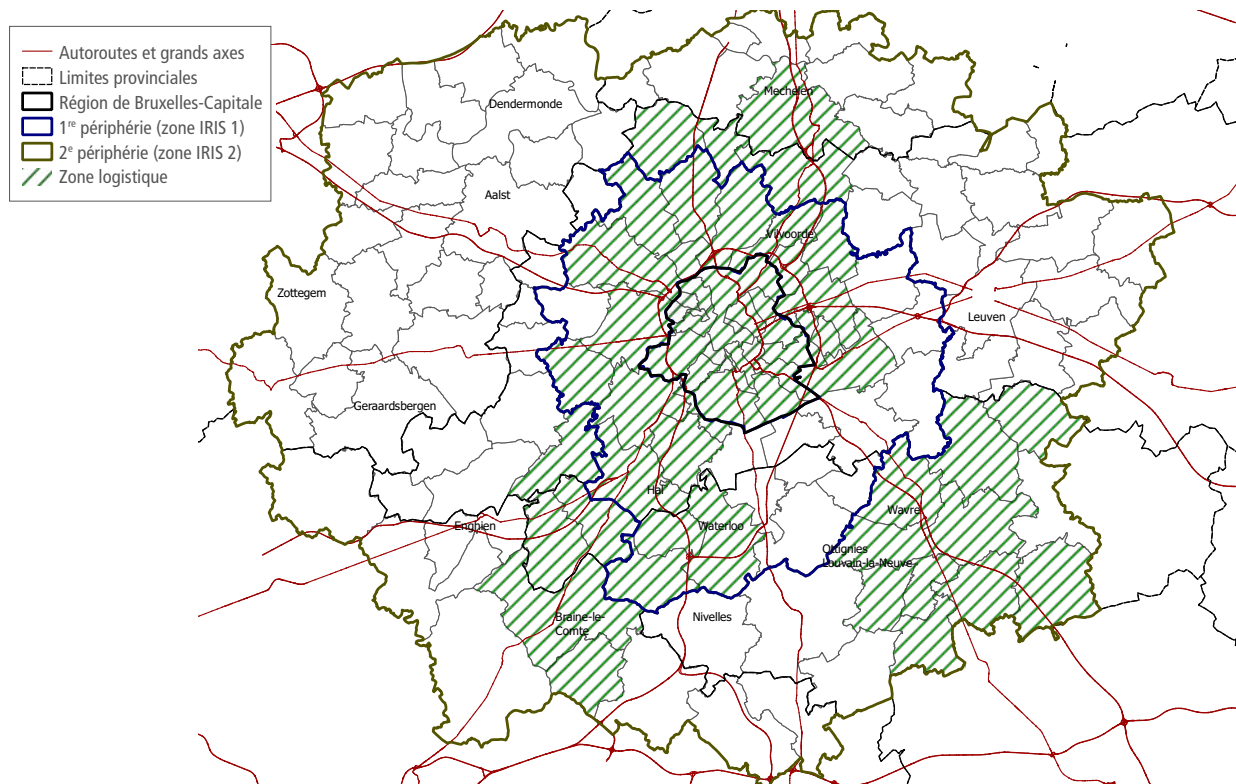 Autoroutes et grands axes
Limites provinciales
Région de Bruxelles-Capitale
1re périphérie (zone IRIS 1)
2e périphérie (zone IRIS 2)
Zone logistique
Mechelen
Dendermonde
Aalst
Vilvoorde
Zottegem
Leuven
Geraardsbergen
Hal
Wavre
Enghien
Waterloo
Ottignies
Louvain-la-Neuve
Braine-le-
Comte
Nivelles